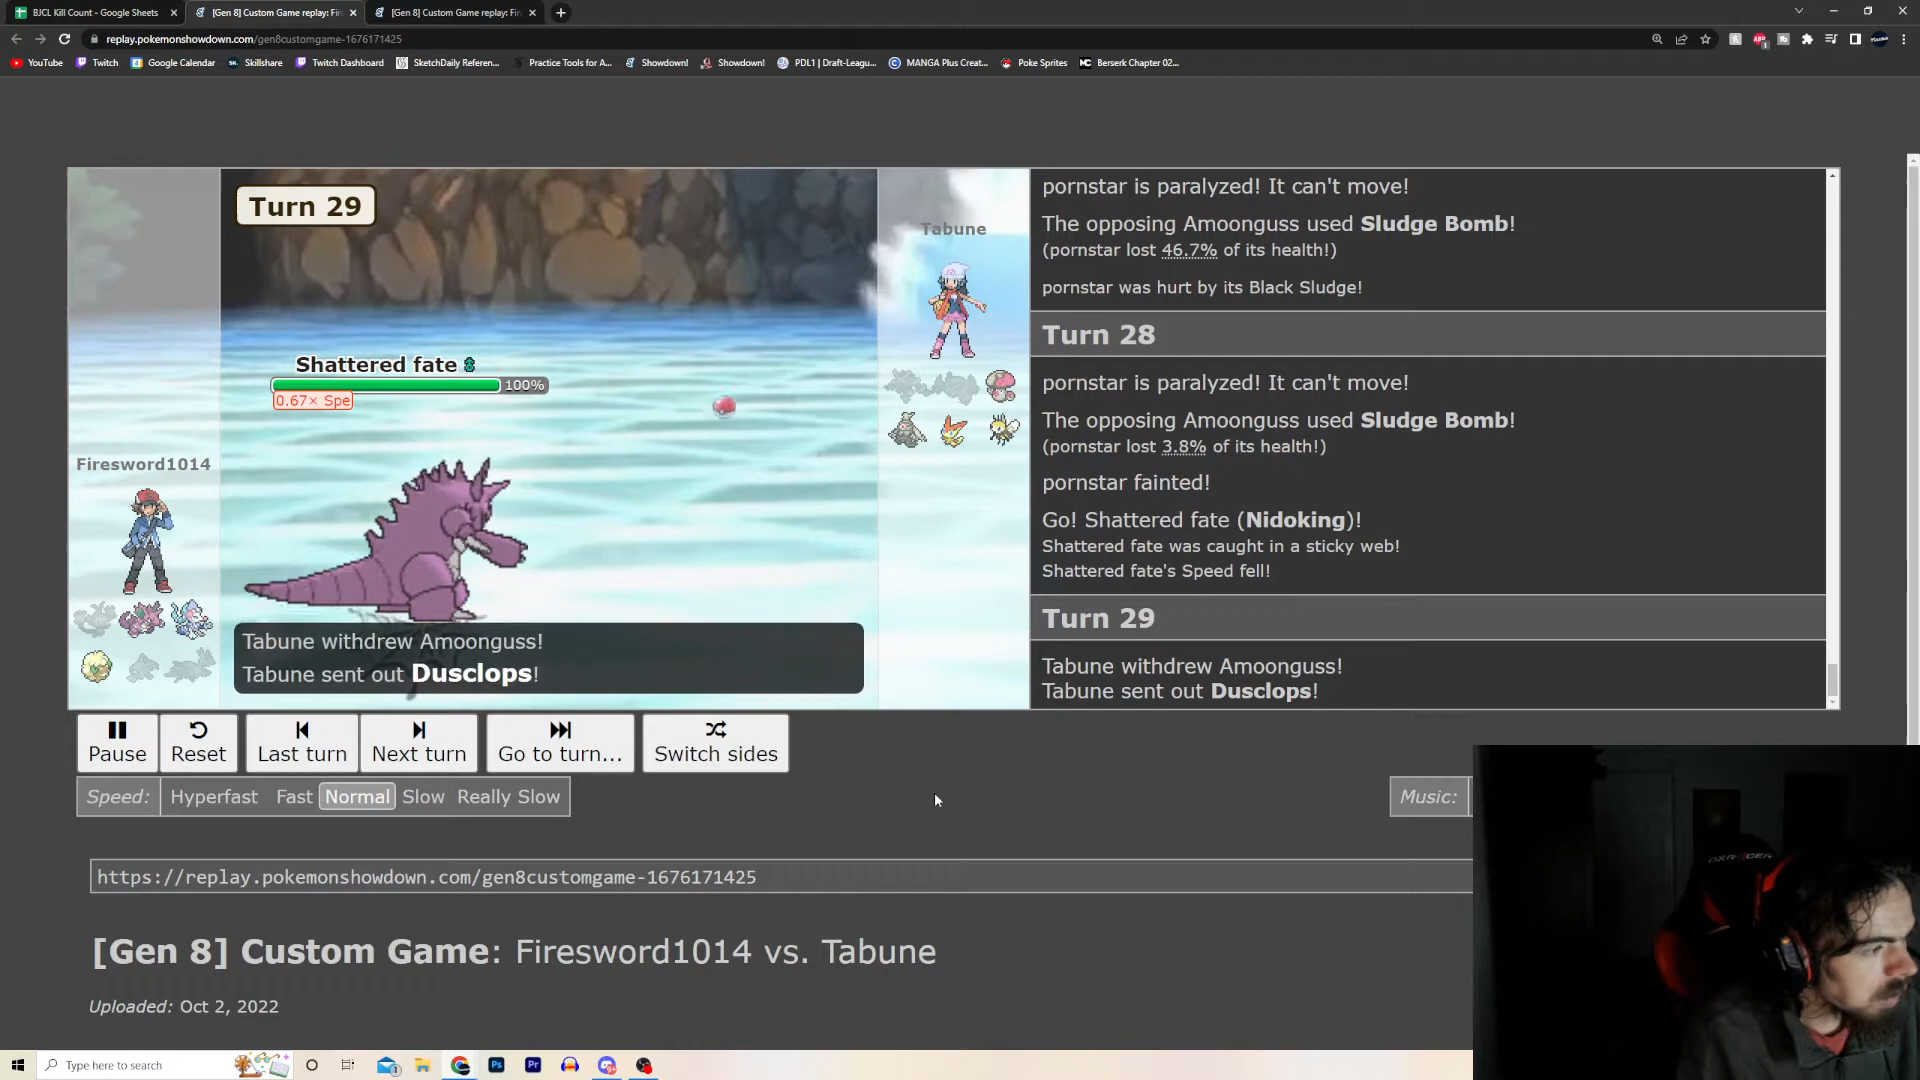 BJCL Kill Count - Google Sheets
[Gen 8] Custom Game replay: Fir
[Gen 8] Custom Game replay: Fir
replay.pokemonshowdown.com/gen8customgame-1676171425
YouTube
Twitch
Google Calendar
Skillshare
Twitch Dashboard
SketchDaily Referen...
Practice Tools for A...
Showdown!
Showdown!
PDL1 | Draft-Leagu...
MANGA Plus Creat...
Poke Sprites
Berserk Chapter 02...
Turn 29
Tabune
Shattered fate
100%
0.67× Spe
Firesword1014
Tabune withdrew Amoonguss!
Tabune sent out Dusclops!
pornstar is paralyzed! It can't move!
The opposing Amoonguss used Sludge Bomb!
(pornstar lost 46.7% of its health!)
pornstar was hurt by its Black Sludge!
Turn 28
pornstar is paralyzed! It can't move!
The opposing Amoonguss used Sludge Bomb!
(pornstar lost 3.8% of its health!)
pornstar fainted!
Go! Shattered fate (Nidoking)!
Shattered fate was caught in a sticky web!
Shattered fate's Speed fell!
Turn 29
Tabune withdrew Amoonguss!
Tabune sent out Dusclops!
Pause
Reset
Last turn
Next turn
Go to turn...
Switch sides
Speed:
Hyperfast
Fast
Normal
Slow
Really Slow
Music:
https://replay.pokemonshowdown.com/gen8customgame-1676171425
[Gen 8] Custom Game: Firesword1014 vs. Tabune
Uploaded: Oct 2, 2022
Type here to search